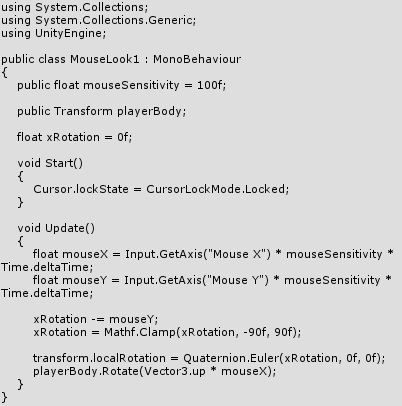 using System.Collections;
using System.Collections.Generic;
using UnityEngine;

public class MouseLook1 : MonoBehaviour
{
    public float mouseSensitivity = 100f;

    public Transform playerBody;

    float xRotation = 0f;

    void Start()
    {
        Cursor.lockState = CursorLockMode.Locked;
    }

    void Update()
    {
        float mouseX = Input.GetAxis("Mouse X") * mouseSensitivity *
Time.deltaTime;
        float mouseY = Input.GetAxis("Mouse Y") * mouseSensitivity *
Time.deltaTime;

        xRotation -= mouseY;
        xRotation = Mathf.Clamp(xRotation, -90f, 90f);

        transform.localRotation = Quaternion.Euler(xRotation, 0f, 0f);
        playerBody.Rotate(Vector3.up * mouseX);
    }
}